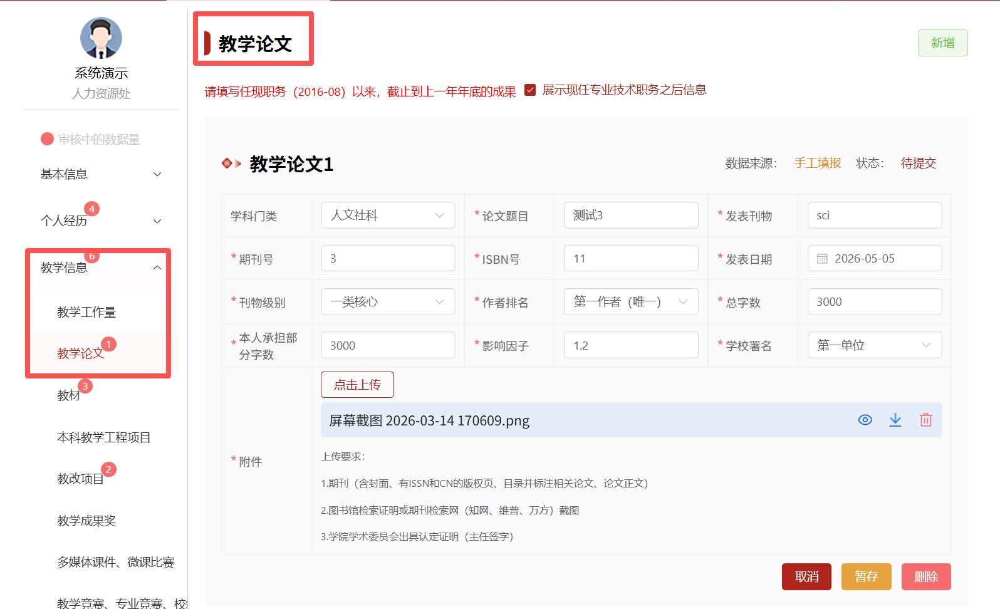 系统演示
人力资源处
审核中的数据量
基本信息
个人经历
4
教学信息
6
教学工作量
教学论文
1
教材
3
本科教学工程项目
教改项目
2
教学成果奖
多媒体课件、微课比赛
教学竞赛、专业竞赛、校
教学论文
新增
请填写任现职务（2016-08）以来，截止到上一年年底的成果
展示现任专业技术职务之后信息
教学论文1
数据来源： 手工填报 状态： 待提交
学科门类 人文社科 *论文题目 测试3 *发表刊物 sci
*期刊号 3 *ISBN号 11 *发表日期 2026-05-05
*刊物级别 一类核心 *作者排名 第一作者（唯一） *总字数 3000
*本人承担部分字数 3000 *影响因子 1.2 *学校署名 第一单位
点击上传
屏幕截图 2026-03-14 170609.png
*附件
上传要求：
1.期刊（含封面、有ISSN和CN的版权页、目录并标注相关论文、论文正文）
2.图书馆检索证明或期刊检索网（知网、维普、万方）截图
3.学院学术委员会出具认定证明（主任签字）
取消 暂存 删除